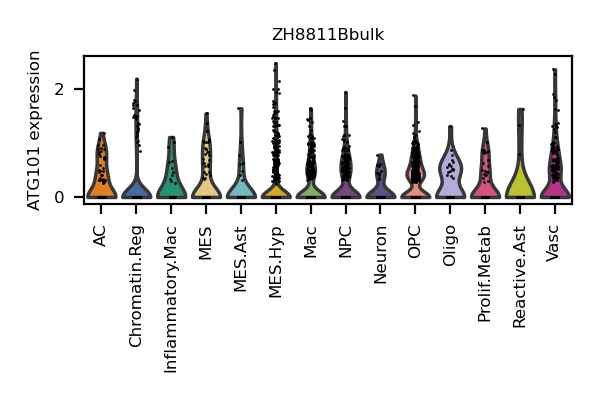 ZH8811Bbulk
ATG101 expression
2
0
AC
Chromatin.Reg
Inflammatory.Mac
MES
MES.Ast
MES.Hyp
Mac
NPC
Neuron
OPC
Oligo
Prolif.Metab
Reactive.Ast
Vasc